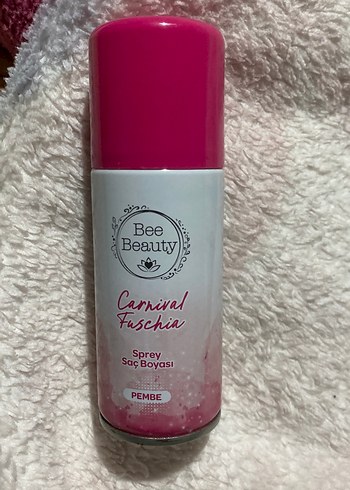 Bee
Beauty
Carnival
Fuschia
Sprey
Saç Boyası
PEMBE